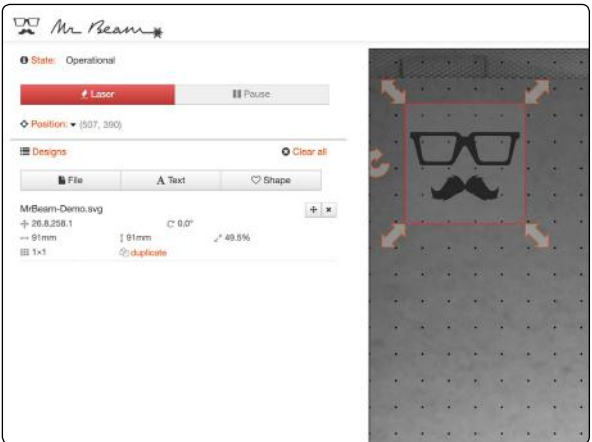 Mr Beam
State: Operational
Laser
Pause
Position: (507, 390)
Designs
Clear all
File
Text
Shape
MrBeam-Demo.svg
26.8,258.1
0.0°
91mm
91mm
49.5%
1×1
duplicate